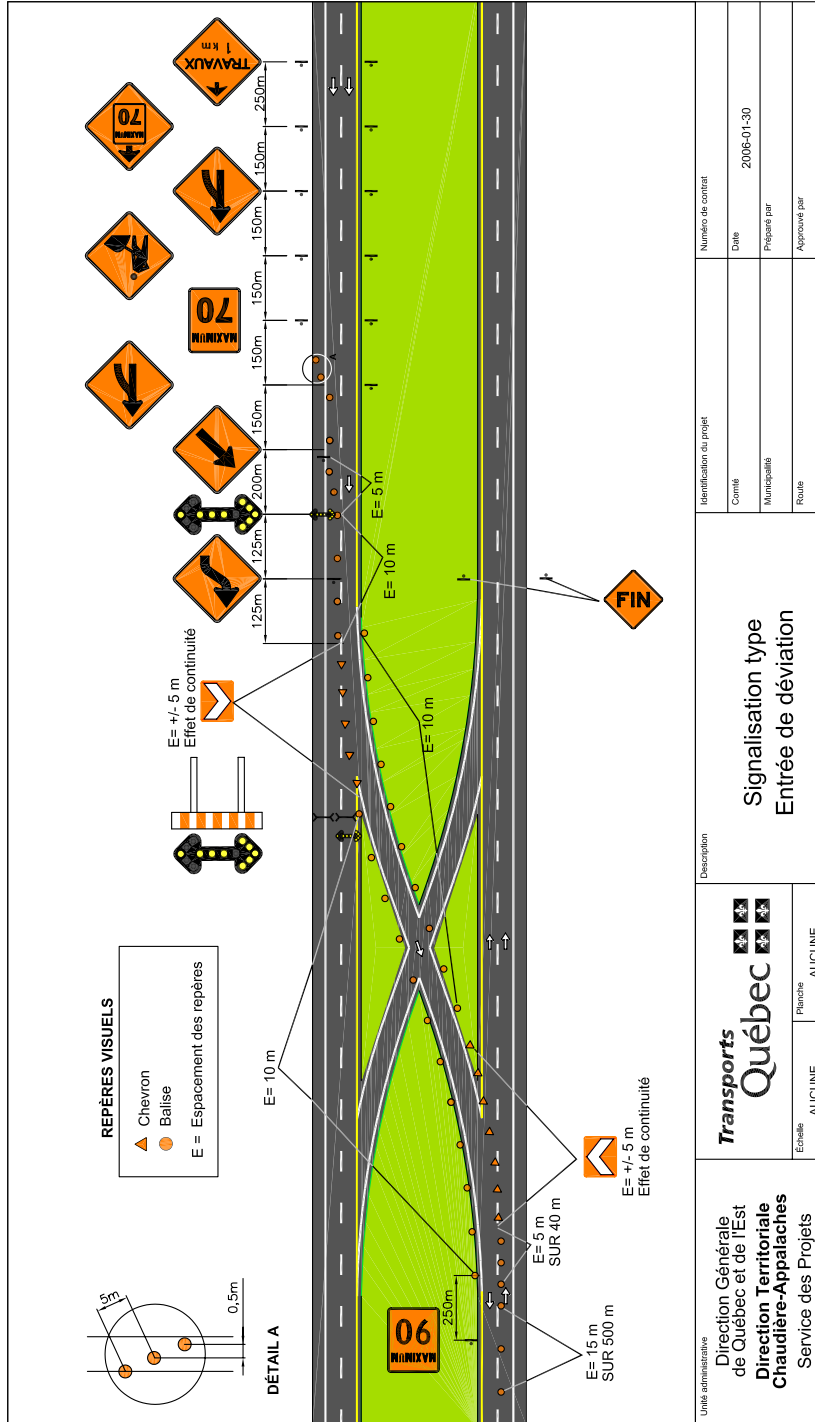 TRAVAUX
1 km
MAXIMUM
70
MAXIMUM
70
250m
150m
150m
150m
150m
150m
200m
125m
125m
A
E= 5 m
E= 10 m
E= 10 m
E= +/- 5 m
Effet de continuité
FIN
REPÈRES VISUELS
Chevron
Balise
E = Espacement des repères
E= 10 m
E= +/- 5 m
Effet de continuité
E= 5 m
SUR 40 m
E= 15 m
SUR 500 m
250m
MAXIMUM
90
5m
0,5m
DÉTAIL A
Unité administrative
Direction Générale
de Québec et de l'Est
Direction Territoriale
Chaudière-Appalaches
Service des Projets
Transports
Québec
Échelle
AUCUNE
Planche
AUCUNE
Description
Signalisation type
Entrée de déviation
Identification du projet
Comté
Municipalité
Route
Numéro de contrat
Date
2006-01-30
Préparé par
Approuvé par